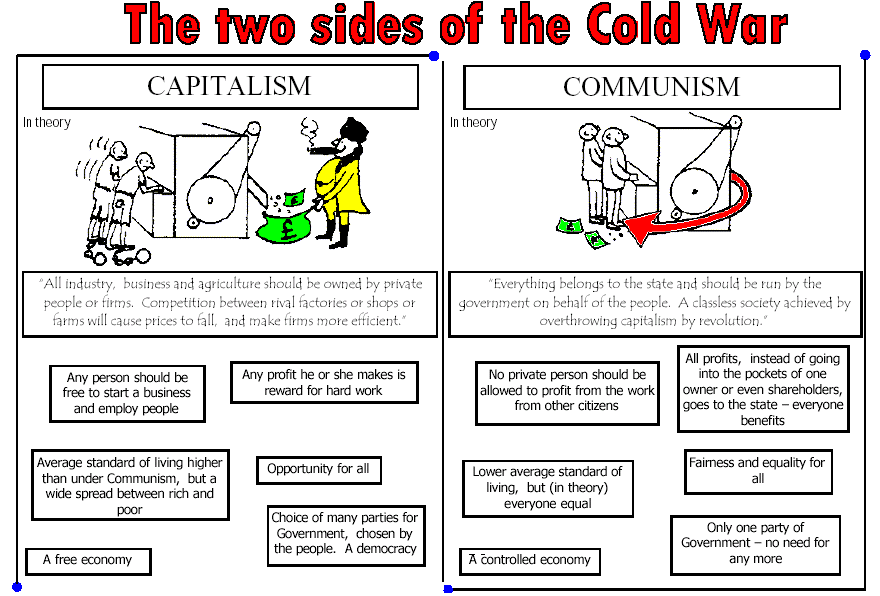 The two sides of the Cold War
CAPITALISM
In theory
£
£
"All industry, business and agriculture should be owned by private
people or firms. Competition between rival factories or shops or
farms will cause prices to fall, and make firms more efficient."
Any person should be
free to start a business
and employ people
Any profit he or she makes is
reward for hard work
Average standard of living higher
than under Communism, but a
wide spread between rich and
poor
Opportunity for all
Choice of many parties for
Government, chosen by
the people. A democracy
A free economy
COMMUNISM
In theory
£
£
"Everything belongs to the state and should be run by the
government on behalf of the people. A classless society achieved by
overthrowing capitalism by revolution."
No private person should be
allowed to profit from the work
from other citizens
All profits, instead of going
into the pockets of one
owner or even shareholders,
goes to the state – everyone
benefits
Lower average standard of
living, but (in theory)
everyone equal
Fairness and equality for
all
Only one party of
Government – no need for
any more
A controlled economy